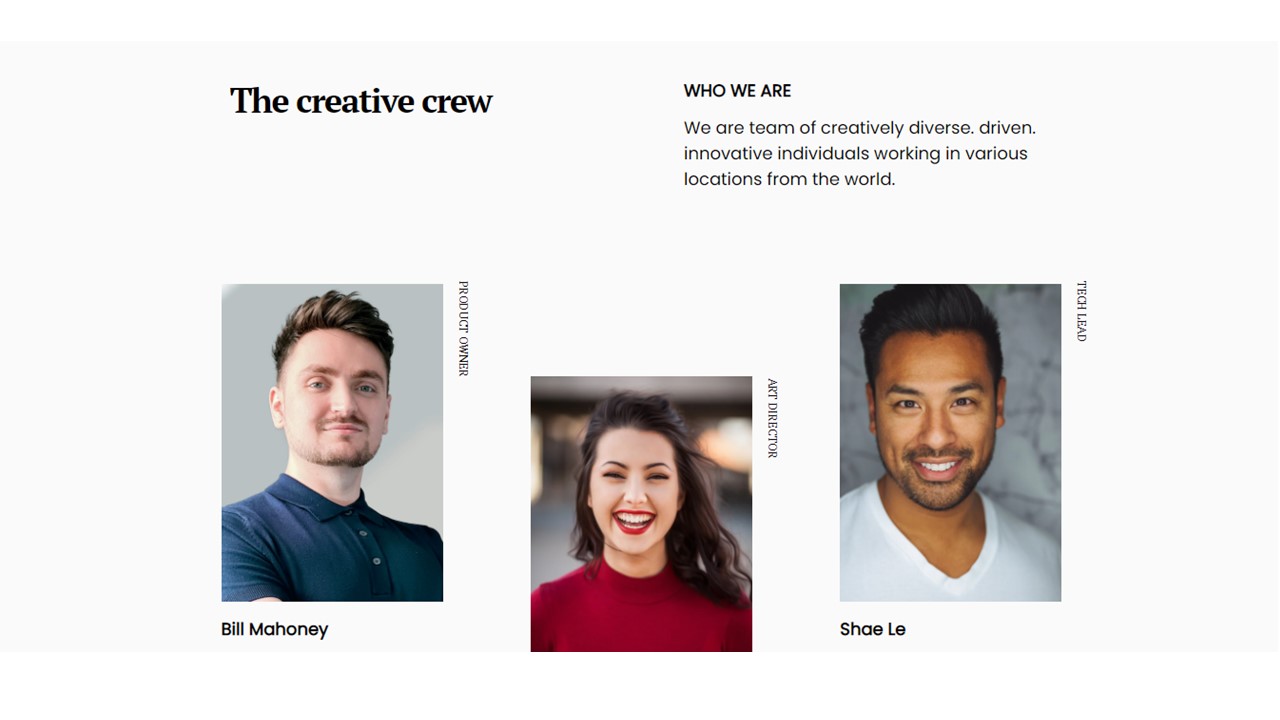 The creative crew
WHO WE ARE
We are team of creatively diverse. driven.
innovative individuals working in various
locations from the world.
PRODUCT OWNER
ART DIRECTOR
TECH LEAD
Bill Mahoney
Shae Le